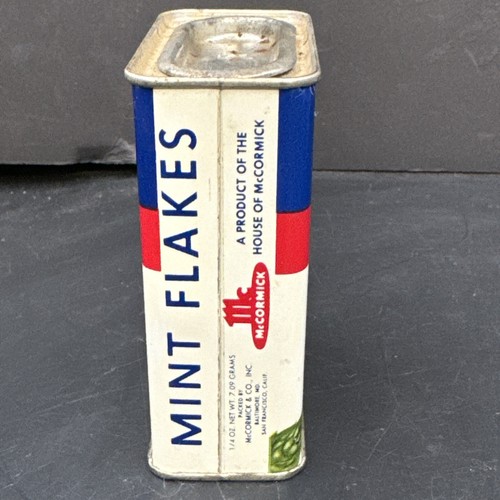 MINT FLAKES
A PRODUCT OF THE
HOUSE OF McCORMICK
Mc
McCORMICK
1/4 OZ. NET WT. 7.09 GRAMS
PACKED BY
McCORMICK & CO., INC.
BALTIMORE, MD.
SAN FRANCISCO, CALIF.